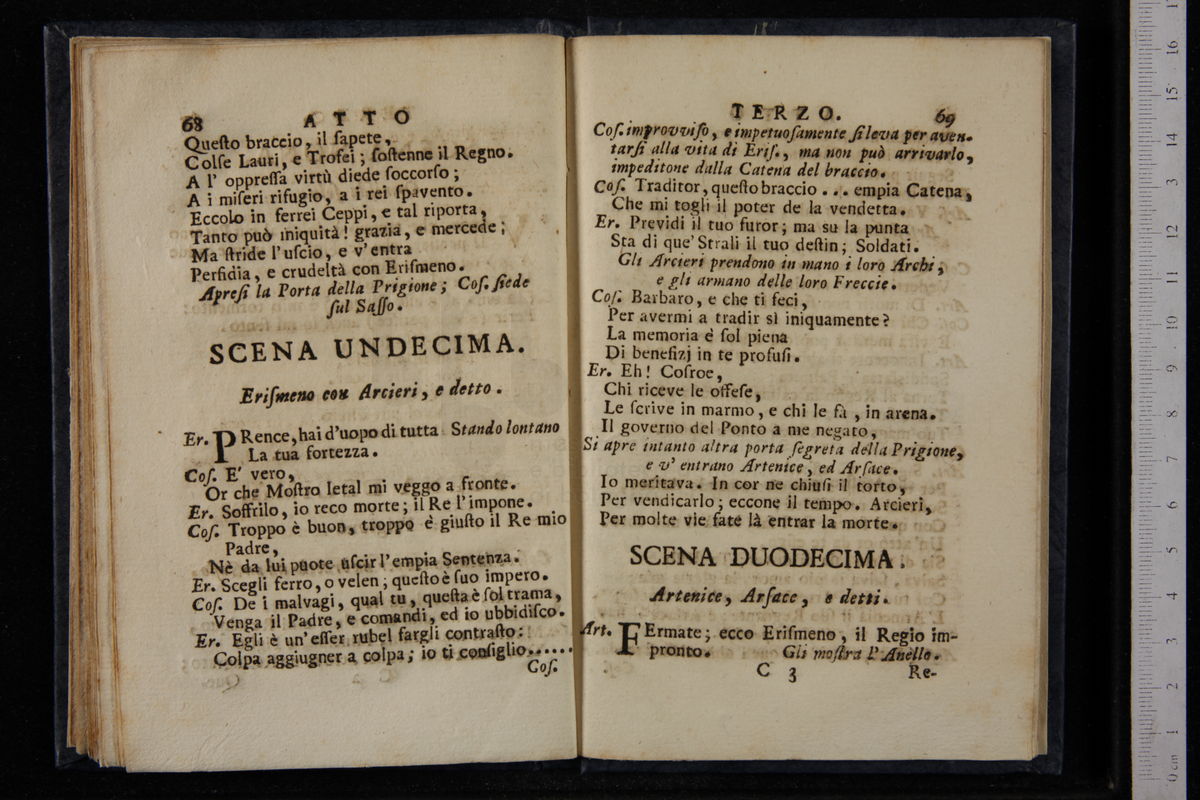 68 ATTO
Queſto braccio, il ſapete,
Colſe Lauri, e Trofei; ſoſtenne il Regno.
A l' oppreſſa virtù diede ſoccorſo;
A i miſeri rifugio, a i rei ſpavento.
Eccolo in ferrei Ceppi, e tal riporta,
Tanto può iniquità! grazia, e mercede;
Ma ſtride l'uſcio, e v'entra
Perfidia, e crudeltà con Eriſmeno.
Apreſi la Porta della Prigione; Coſ. ſiede
ſul Saſſo.
SCENA UNDECIMA.
Eriſmeno con Arcieri, e detto.
Er. PRence, hai d'uopo di tutta Stando lontano
La tua fortezza.
Coſ. E' vero,
Or che Moſtro letal mi veggo a fronte.
Er. Soffrilo, io reco morte; il Re l'impone.
Coſ. Troppo è buon, troppo è giuſto il Re mio
Padre,
Nè da lui puote uſcir l'empia Sentenza.
Er. Scegli ferro, o velen; queſto è ſuo impero.
Coſ. De i malvagi, qual tu, queſta è ſol trama,
Venga il Padre, e comandi, ed io ubbidiſco.
Er. Egli è un'eſſer rubel fargli contraſto:
Colpa aggiugner a colpa; io ti conſiglio......
Coſ.
TERZO. 69
Coſ. improvviſo, e impetuoſamente ſi leva per aven-
tarſi alla vita di Eriſ., ma non può arrivarlo,
impeditone dalla Catena del braccio.
Coſ. Traditor, queſto braccio ... empia Catena,
Che mi togli il poter de la vendetta.
Er. Previdi il tuo furor; ma su la punta
Sta di que' Strali il tuo deſtin; Soldati.
Gli Arcieri prendono in mano i loro Archi,
e gli armano delle loro Freccie.
Coſ. Barbaro, e che ti feci,
Per avermi a tradir sì iniquamente?
La memoria è ſol piena
Di benefizj in te profuſi.
Er. Eh! Coſroe,
Chi riceve le offeſe,
Le ſcrive in marmo, e chi le fà, in arena.
Il governo del Ponto a me negato,
Si apre intanto altra porta ſegreta della Prigione,
e v' entrano Artenice, ed Arſace.
Io meritava. In cor ne chiuſi il torto,
Per vendicarlo; eccone il tempo. Arcieri,
Per molte vie fate là entrar la morte.
SCENA DUODECIMA.
Artenice, Arſace, e detti.
Art. FErmate; ecco Eriſmeno, il Regio im-
pronto. Gli moſtra l'Anello.
C 3 Re-